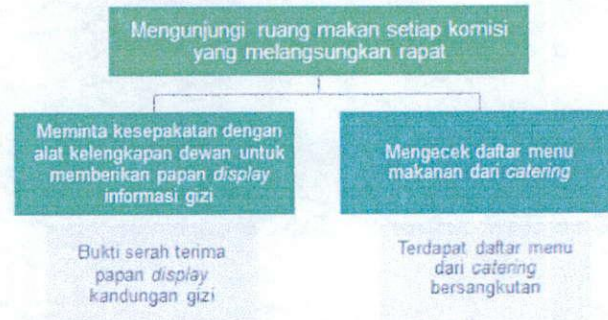 Mengunjungi ruang makan setiap komisi
yang melangsungkan rapat
Meminta kesepakatan dengan
alat kelengkapan dewan untuk
memberikan papan display
informasi gizi
Mengecek daftar menu
makanan dari catering
Bukti serah terima
papan display
kandungan gizi
Terdapat daftar menu
dari catering
bersangkutan